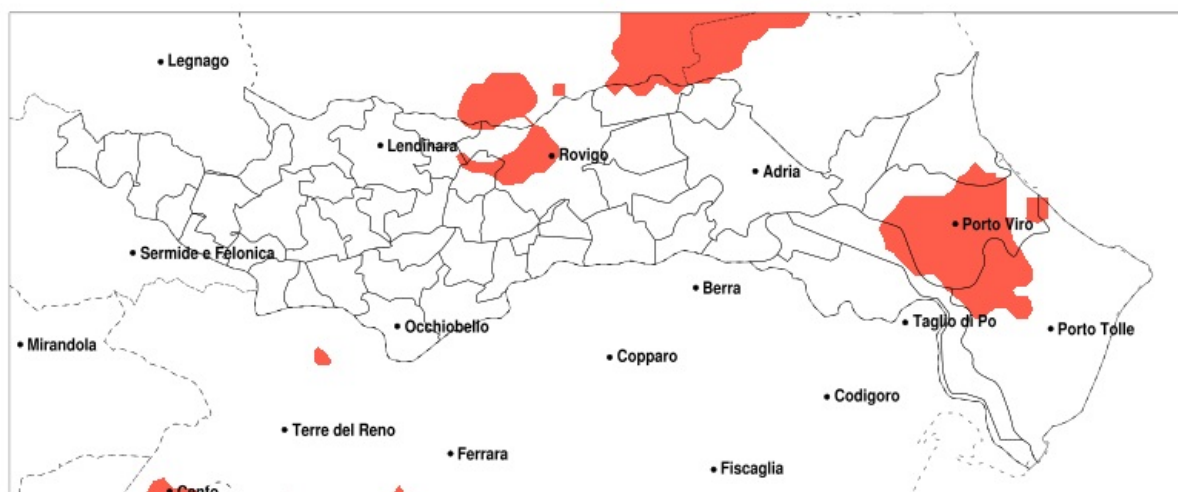 Legnago
Lendinara
Rovigo
Adria
Porto Viro
Sermide e Felonica
Berra
Taglio di Po
Porto Tolle
Occhiobello
Mirandola
Copparo
Codigoro
Terre del Reno
Ferrara
Fiscaglia
Cento